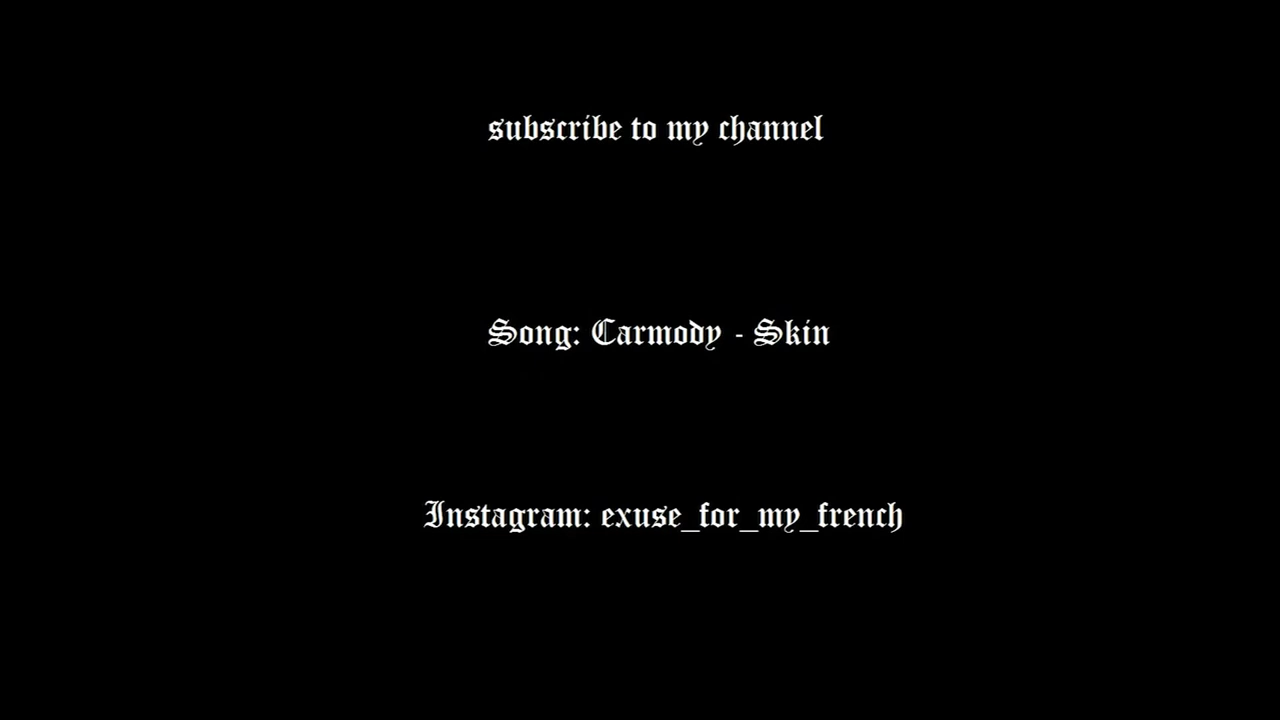 subscribe to my channel
Song: Carmody - Skin
Instagram: exuse_for_my_french